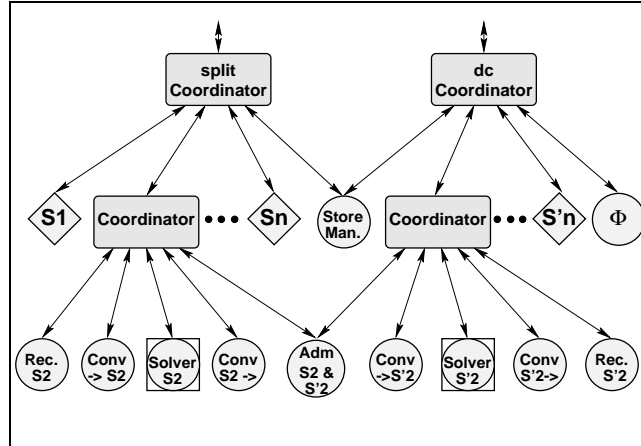 split
Coordinator
dc
Coordinator
S1
Coordinator
Sn
Store
Man.
Coordinator
S'n
Φ
Rec.
S2
Conv
-> S2
Solver
S2
Conv
S2 ->
Adm
S2 &
S'2
Conv
->S'2
Solver
S'2
Conv
S'2->
Rec.
S'2